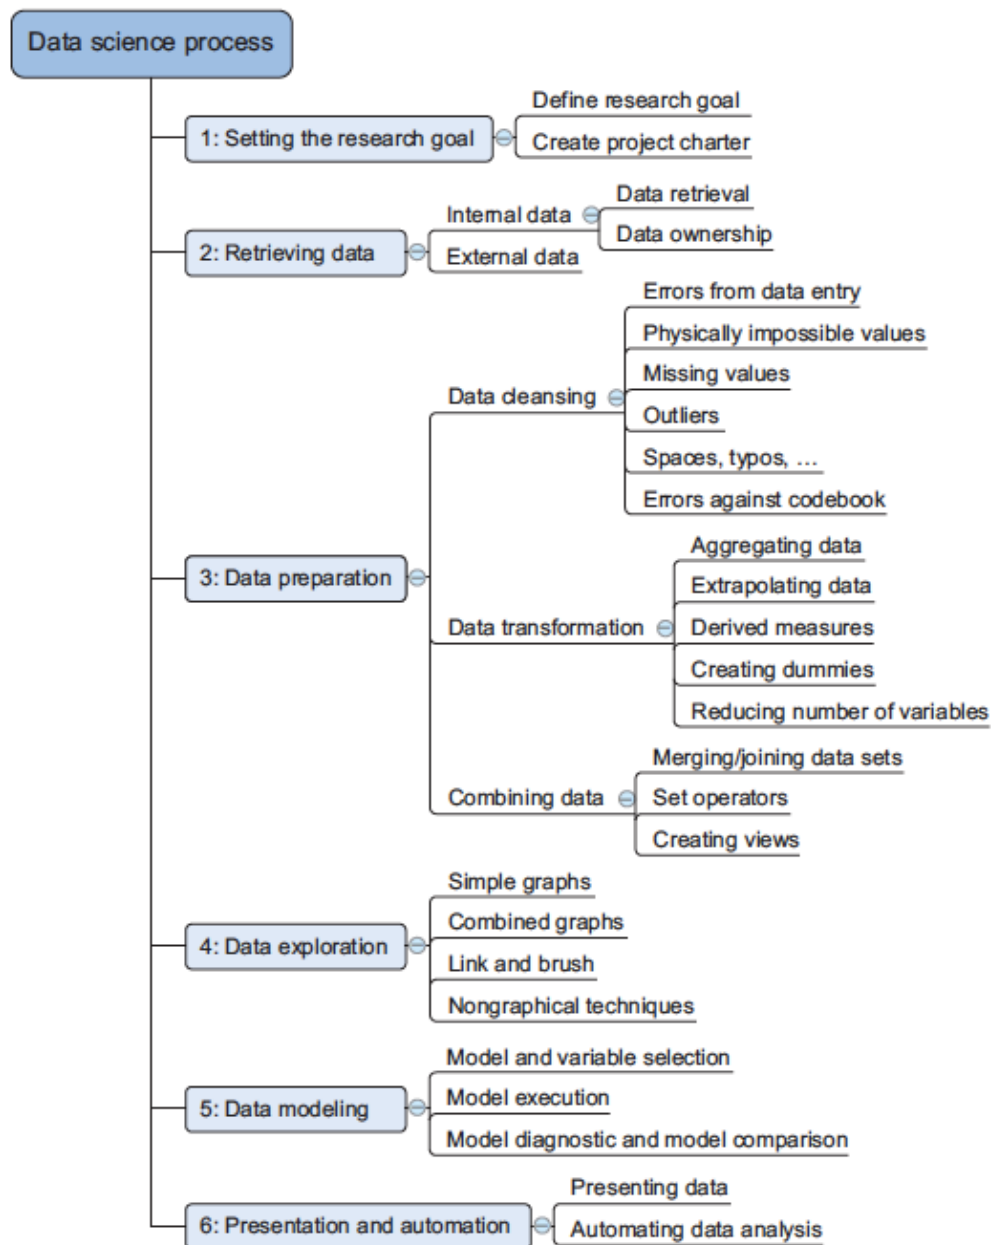 Data science process
1: Setting the research goal
Define research goal
Create project charter
2: Retrieving data
Internal data
Data retrieval
Data ownership
External data
3: Data preparation
Data cleansing
Errors from data entry
Physically impossible values
Missing values
Outliers
Spaces, typos, …
Errors against codebook
Data transformation
Aggregating data
Extrapolating data
Derived measures
Creating dummies
Reducing number of variables
Combining data
Merging/joining data sets
Set operators
Creating views
4: Data exploration
Simple graphs
Combined graphs
Link and brush
Nongraphical techniques
5: Data modeling
Model and variable selection
Model execution
Model diagnostic and model comparison
6: Presentation and automation
Presenting data
Automating data analysis